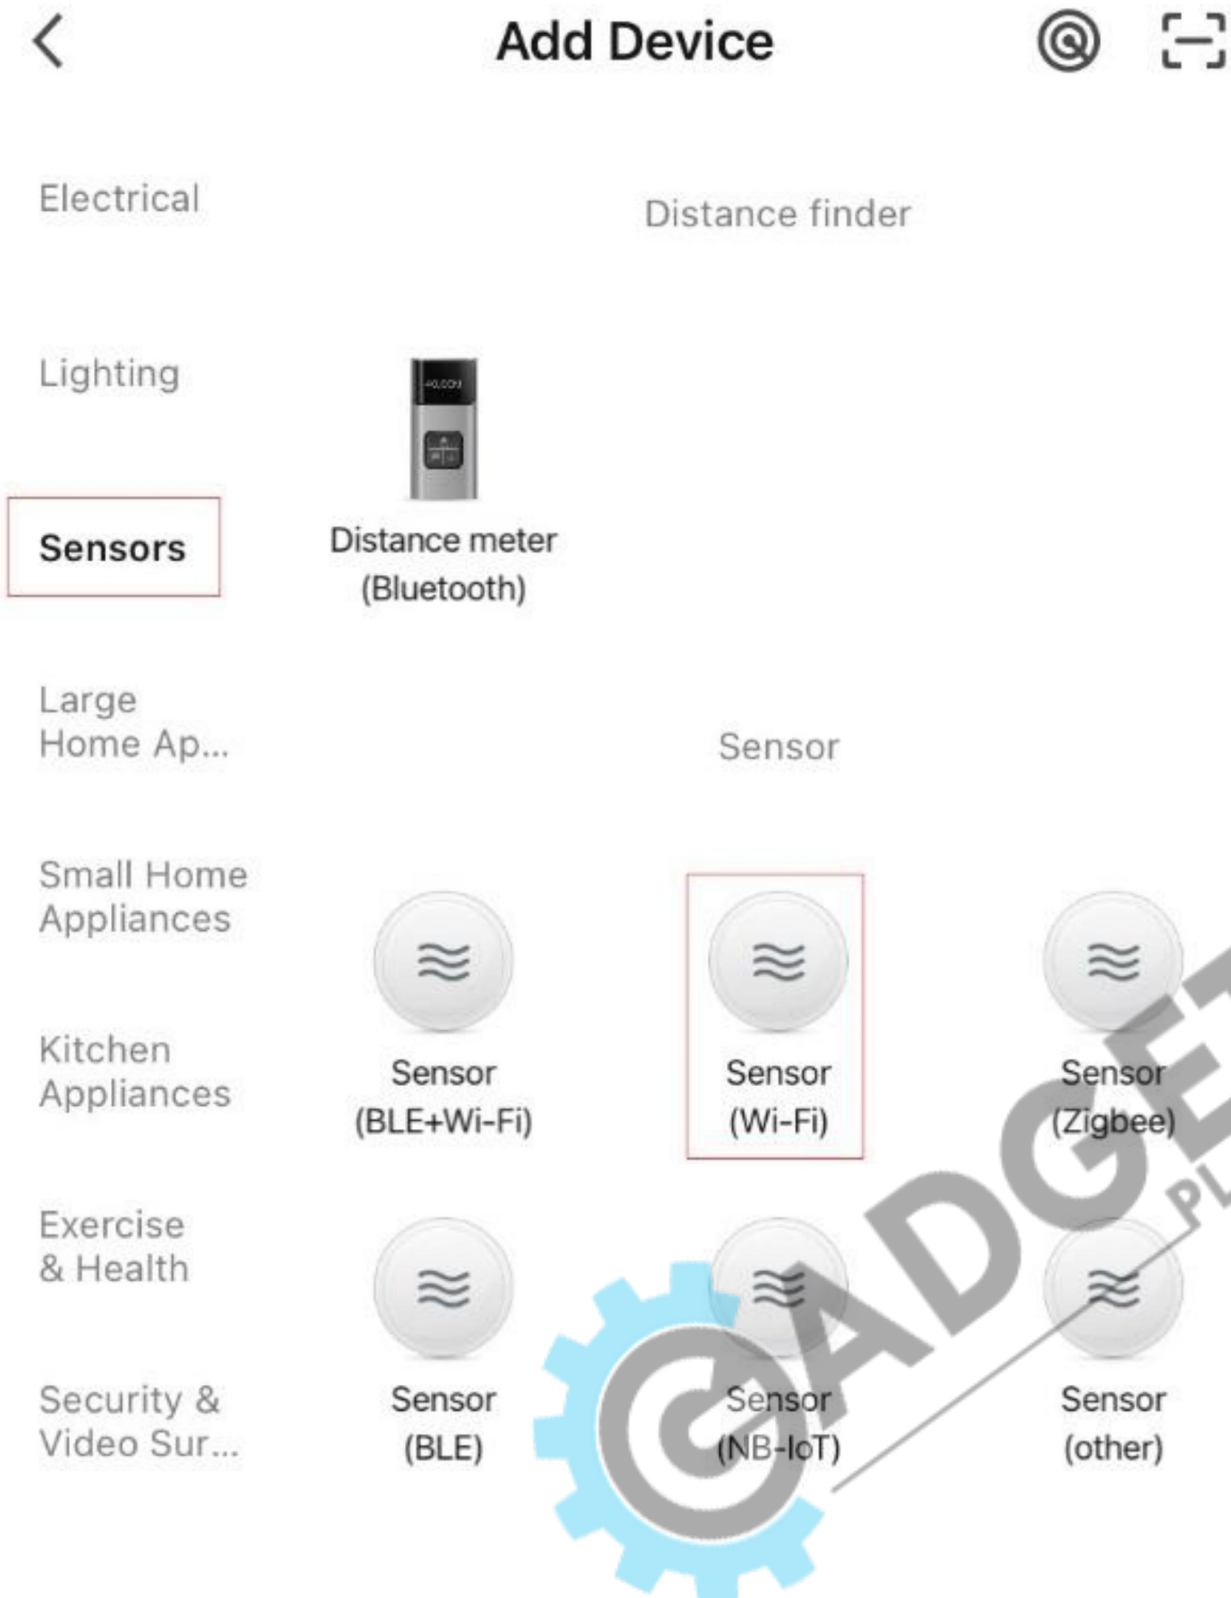 Add Device
Electrical
Lighting
Sensors
Large
Home Ap...
Small Home
Appliances
Kitchen
Appliances
Exercise
& Health
Security &
Video Sur...
Distance finder
Distance meter
(Bluetooth)
Sensor
Sensor
(BLE+Wi-Fi)
Sensor
(Wi-Fi)
Sensor
(Zigbee)
Sensor
(BLE)
Sensor
(NB-IoT)
Sensor
(other)
GADGET
PL